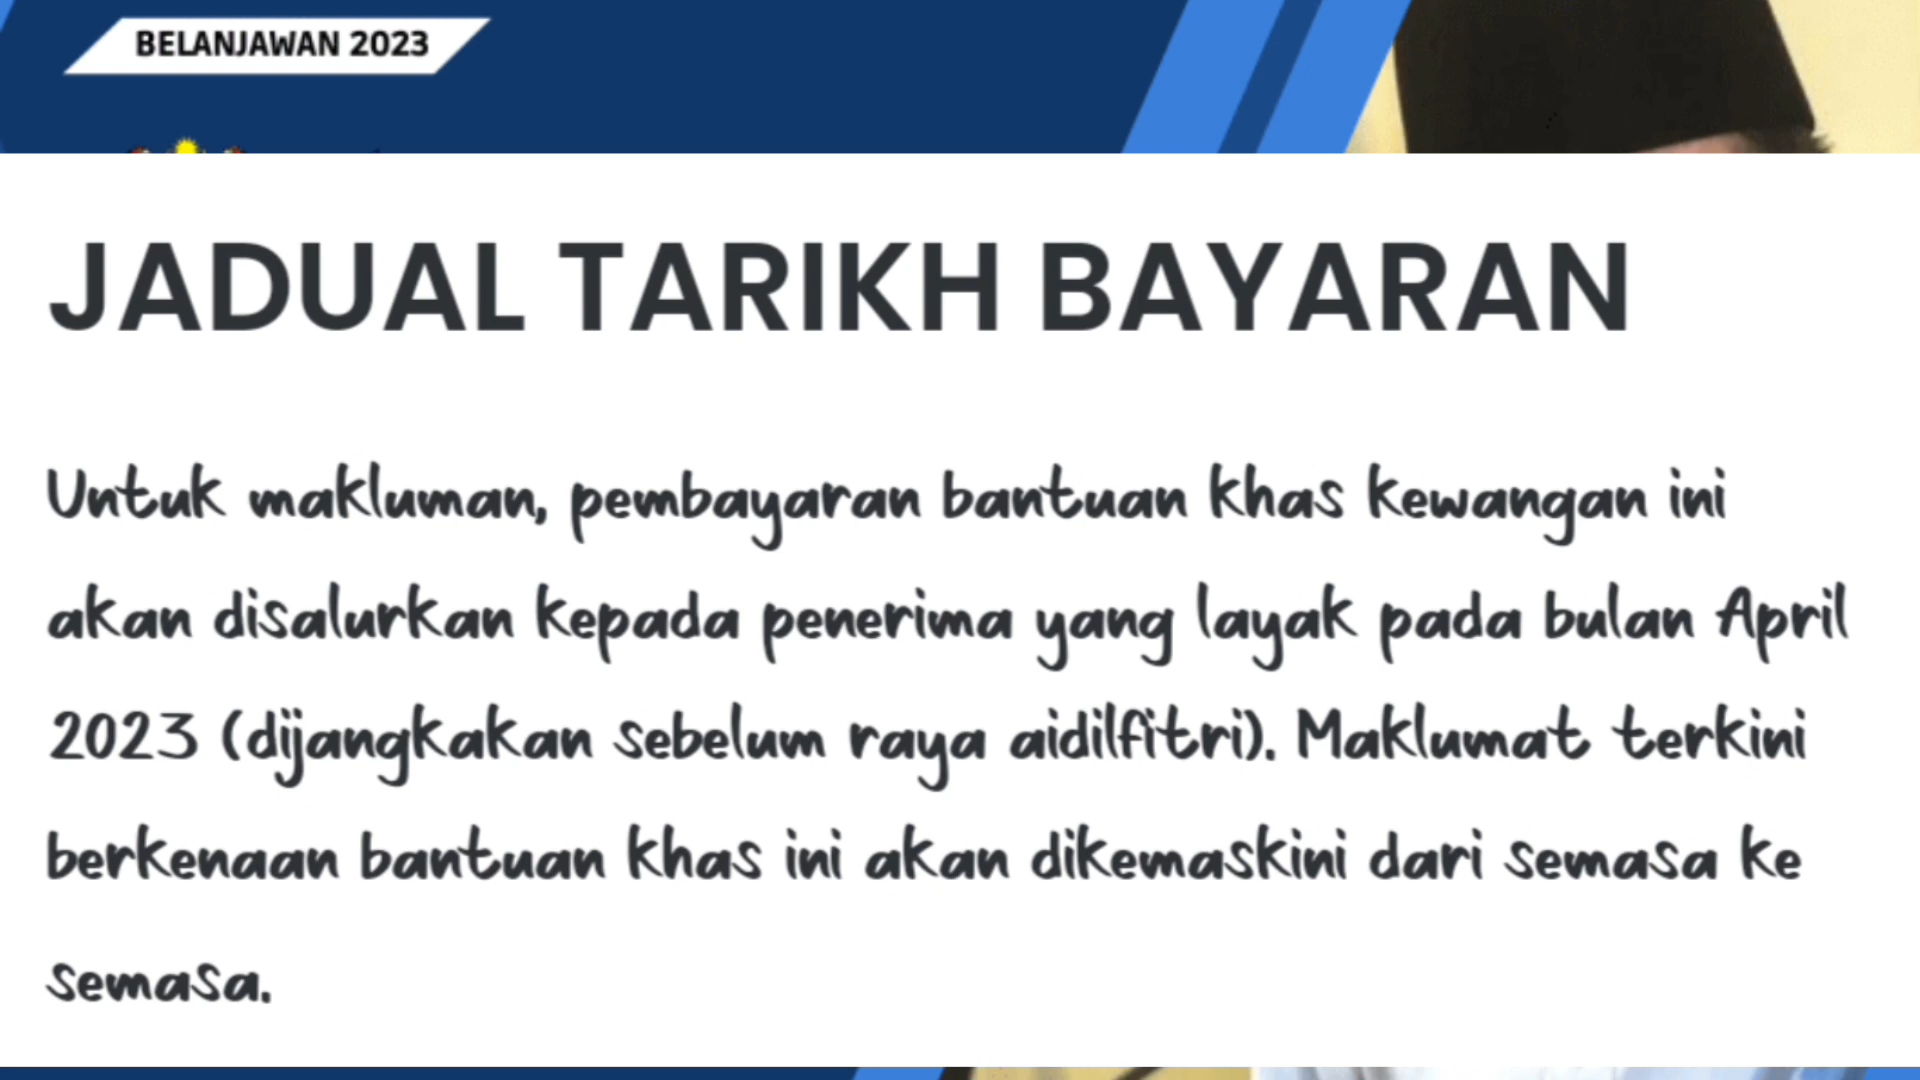 BELANJAWAN 2023
JADUAL TARIKH BAYARAN
Untuk makluman, pembayaran bantuan khas kewangan ini
akan disalurkan kepada penerima yang layak pada bulan April
2023 (dijangkakan sebelum raya aidilfitri). Maklumat terkini
berkenaan bantuan khas ini akan dikemaskini dari semasa ke
semasa.